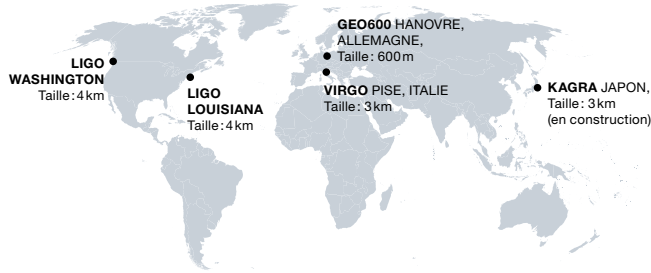 LIGO
WASHINGTON
Taille : 4 km
LIGO
LOUISIANA
Taille : 4 km
GEO600 HANOVRE,
ALLEMAGNE,
Taille : 600 m
VIRGO PISE, ITALIE
Taille : 3 km
KAGRA JAPON,
Taille : 3 km
(en construction)